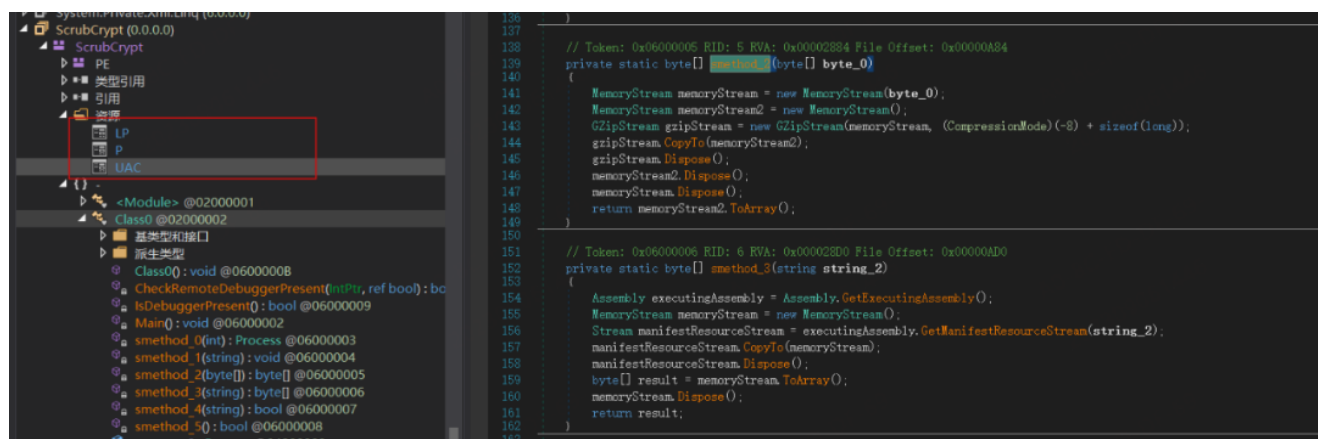 System.Private.Xml.Linq (0.0.0.0)
ScrubCrypt (0.0.0.0)
ScrubCrypt
PE
类型引用
引用
资源
LP
P
UAC
{} -
<Module> @02000001
Class0 @02000002
基类型和接口
派生类型
Class0() : void @0600000B
CheckRemoteDebuggerPresent(IntPtr, ref bool) : bo
IsDebuggerPresent() : bool @06000009
Main() : void @06000002
smethod_0(int) : Process @06000003
smethod_1(string) : void @06000004
smethod_2(byte[]) : byte[] @06000005
smethod_3(string) : byte[] @06000006
smethod_4(string) : bool @06000007
smethod_5() : bool @06000008
136 }
137
138 // Token: 0x06000005 RID: 5 RVA: 0x00002884 File Offset: 0x00000A84
139 private static byte[] smethod_2(byte[] byte_0)
140 {
141 MemoryStream memoryStream = new MemoryStream(byte_0);
142 MemoryStream memoryStream2 = new MemoryStream();
143 GZipStream gzipStream = new GZipStream(memoryStream, (CompressionMode)(-8) + sizeof(long));
144 gzipStream.CopyTo(memoryStream2);
145 gzipStream.Dispose();
146 memoryStream2.Dispose();
147 memoryStream.Dispose();
148 return memoryStream2.ToArray();
149 }
150
151 // Token: 0x06000006 RID: 6 RVA: 0x000028D0 File Offset: 0x00000AD0
152 private static byte[] smethod_3(string string_2)
153 {
154 Assembly executingAssembly = Assembly.GetExecutingAssembly();
155 MemoryStream memoryStream = new MemoryStream();
156 Stream manifestResourceStream = executingAssembly.GetManifestResourceStream(string_2);
157 manifestResourceStream.CopyTo(memoryStream);
158 manifestResourceStream.Dispose();
159 byte[] result = memoryStream.ToArray();
160 memoryStream.Dispose();
161 return result;
162 }